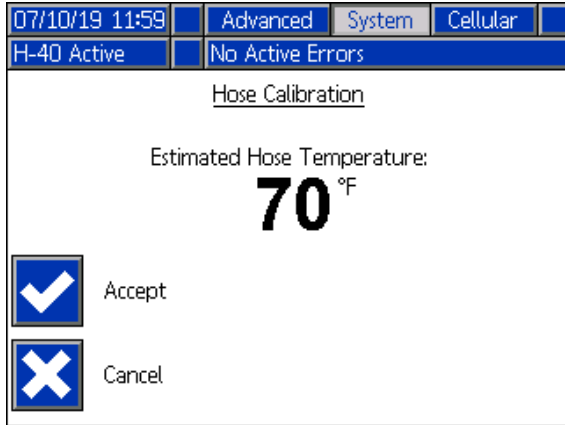 07/10/19 11:59 Advanced System Cellular
H-40 Active No Active Errors
Hose Calibration
Estimated Hose Temperature:
70 °F
Accept
Cancel